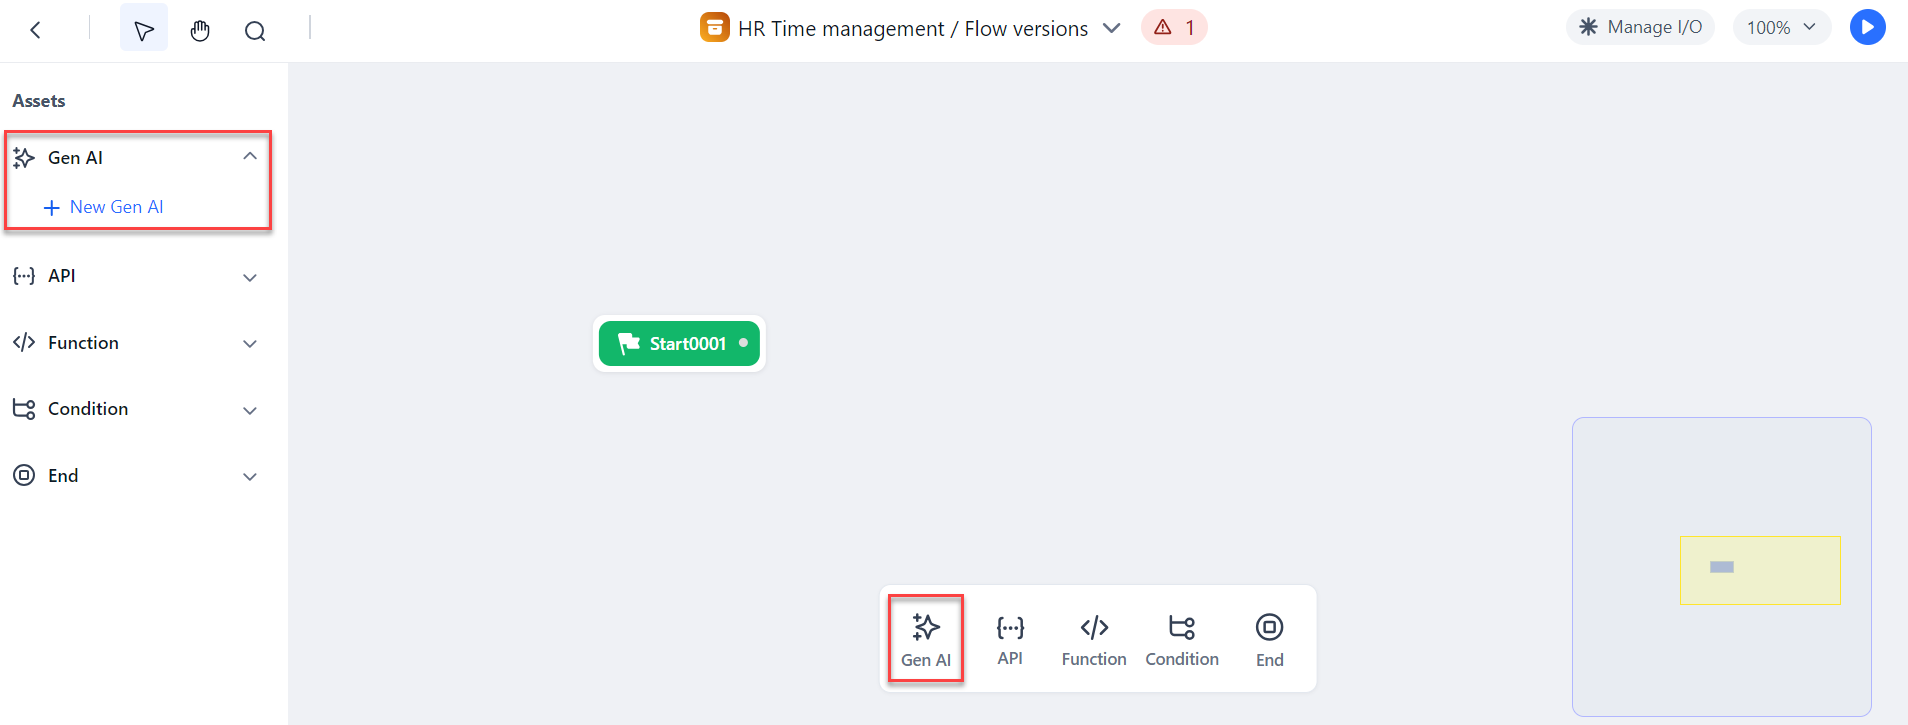 HR Time management / Flow versions
1
Manage I/O
100%
Assets
Gen AI
New Gen AI
API
Function
Condition
End
Start0001
Gen AI
API
Function
Condition
End